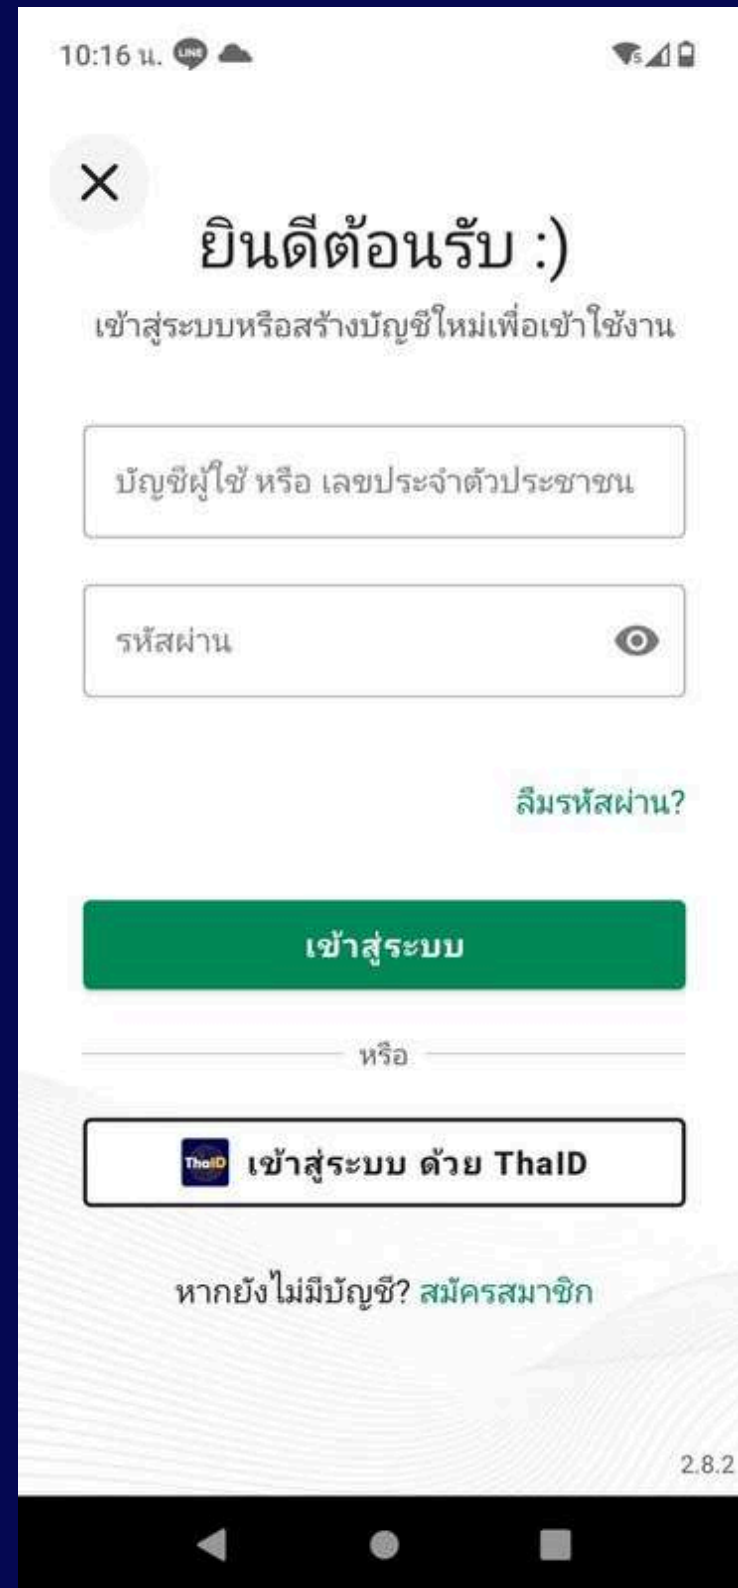 10:16 น. LINE
ยินดีต้อนรับ :)
เข้าสู่ระบบหรือสร้างบัญชีใหม่เพื่อเข้าใช้งาน
บัญชีผู้ใช้ หรือ เลขประจำตัวประชาชน
รหัสผ่าน
ลืมรหัสผ่าน?
เข้าสู่ระบบ
หรือ
ThaID เข้าสู่ระบบ ด้วย ThaID
หากยังไม่มีบัญชี? สมัครสมาชิก
2.8.2